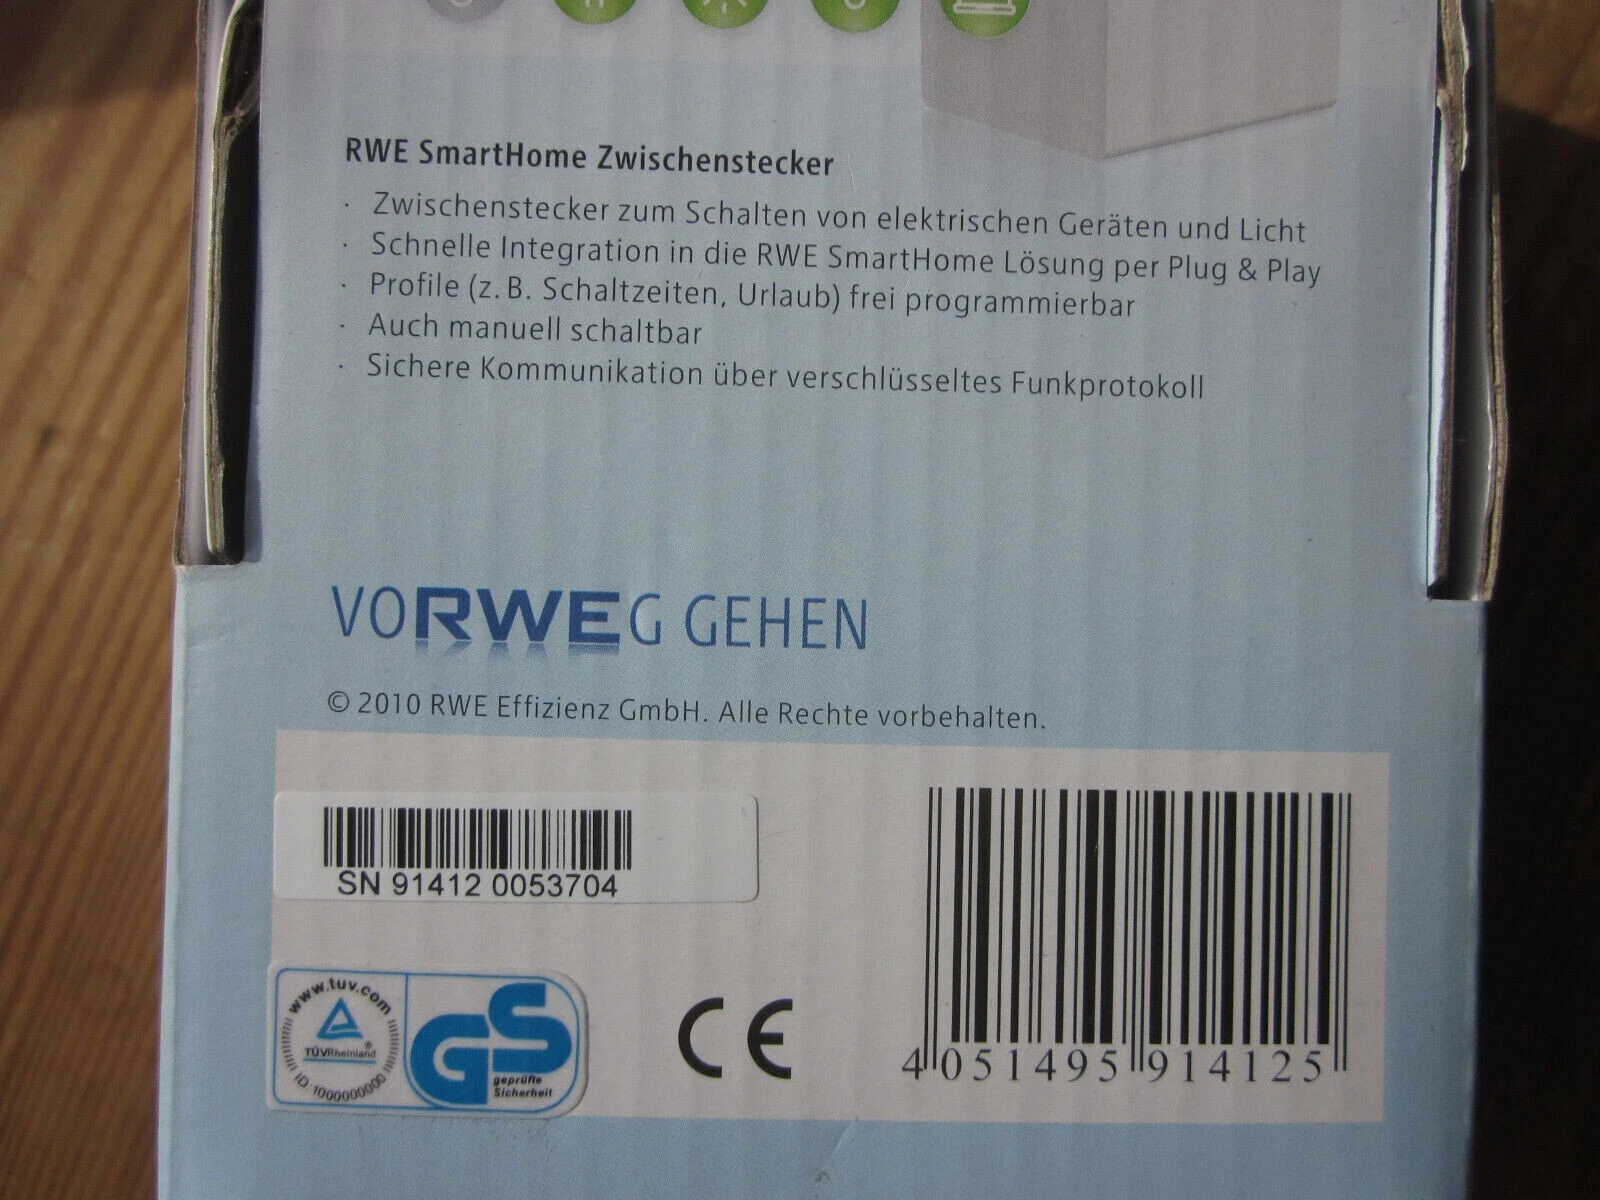 RWE SmartHome Zwischenstecker
· Zwischenstecker zum Schalten von elektrischen Geräten und Licht
· Schnelle Integration in die RWE SmartHome Lösung per Plug & Play
· Profile (z. B. Schaltzeiten, Urlaub) frei programmierbar
· Auch manuell schaltbar
· Sichere Kommunikation über verschlüsseltes Funkprotokoll
VORWEG GEHEN
© 2010 RWE Effizienz GmbH. Alle Rechte vorbehalten.
SN 91412 0053704
4 051495 914125
www.tuv.com
TÜVRheinland®
ID: 1000000000
GS
geprüfte
Sicherheit
CE